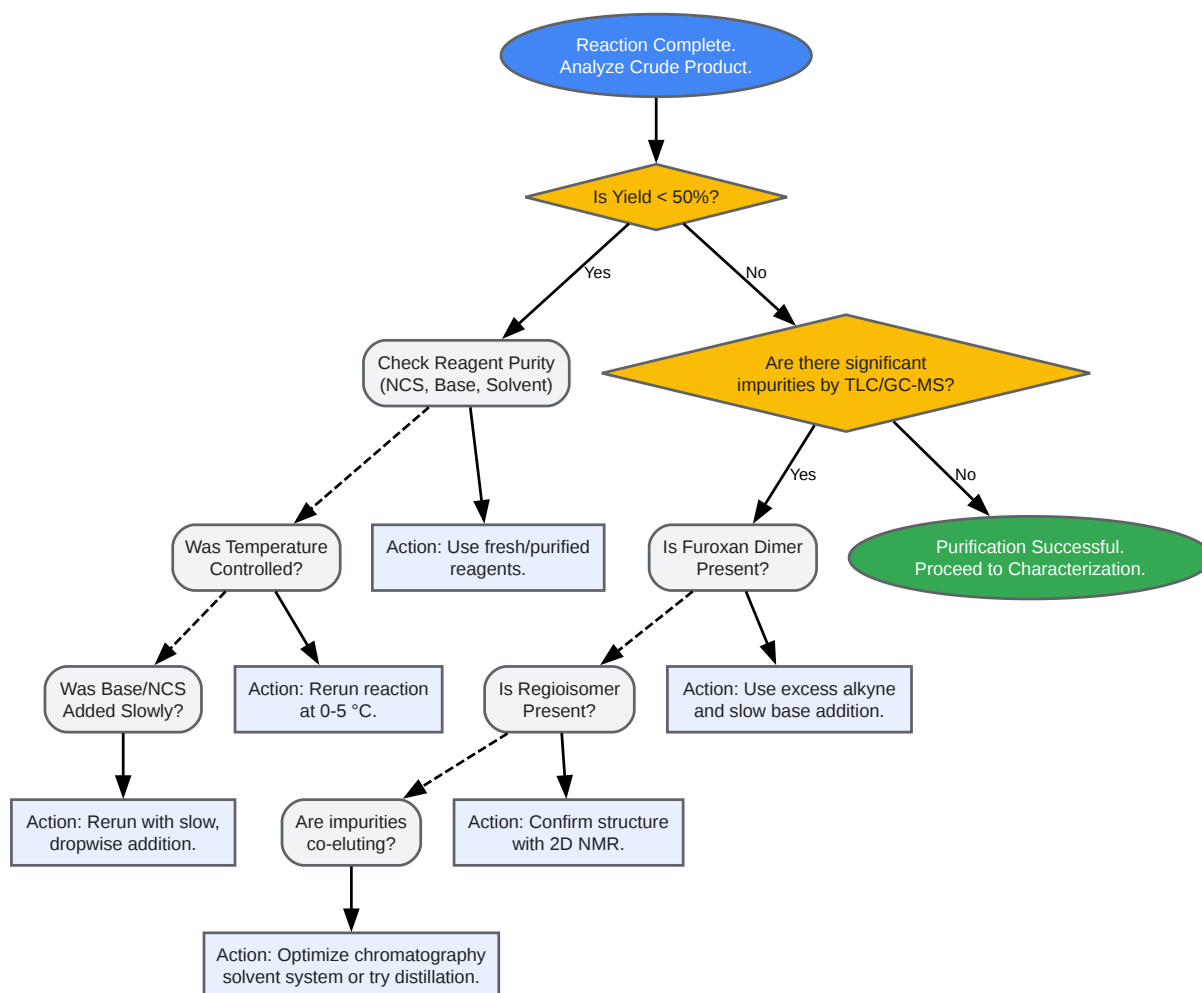 Reaction Complete.
Analyze Crude Product.
Is Yield < 50%?
Yes
No
Check Reagent Purity
(NCS, Base, Solvent)
Are there significant
impurities by TLC/GC-MS?
Yes
No
Was Temperature
Controlled?
Action: Use fresh/purified
reagents.
Is Furoxan Dimer
Present?
Purification Successful.
Proceed to Characterization.
Was Base/NCS
Added Slowly?
Action: Rerun reaction
at 0-5 °C.
Is Regioisomer
Present?
Action: Use excess alkyne
and slow base addition.
Action: Rerun with slow,
dropwise addition.
Are impurities
co-eluting?
Action: Confirm structure
with 2D NMR.
Action: Optimize chromatography
solvent system or try distillation.